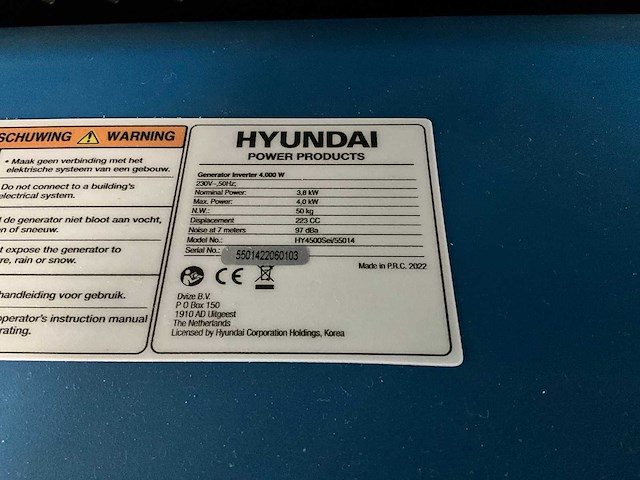 SCHUWING WARNING
• Maak geen verbinding met het
elektrische systeem van een gebouw.
Do not connect to a building's
electrical system.
l de generator niet bloot aan vocht,
en of sneeuw.
t expose the generator to
re, rain or snow.
handleiding voor gebruik.
operator's instruction manual
rating.
HYUNDAI
POWER PRODUCTS
Generator Inverter 4.000 W
230V~,50Hz;
Norminal Power: 3,8 kW
Max. Power: 4,0 kW
N.W.: 50 kg
Displacement 223 CC
Noise at 7 meters 97 dBa
Model No.: HY4500Sei/55014
Serial No.: 5501422060103
Made in P.R.C. 2022
CE
Dvize B.V.
P O Box 150
1910 AD Uitgeest
The Netherlands
Licensed by Hyundai Corporation Holdings, Korea